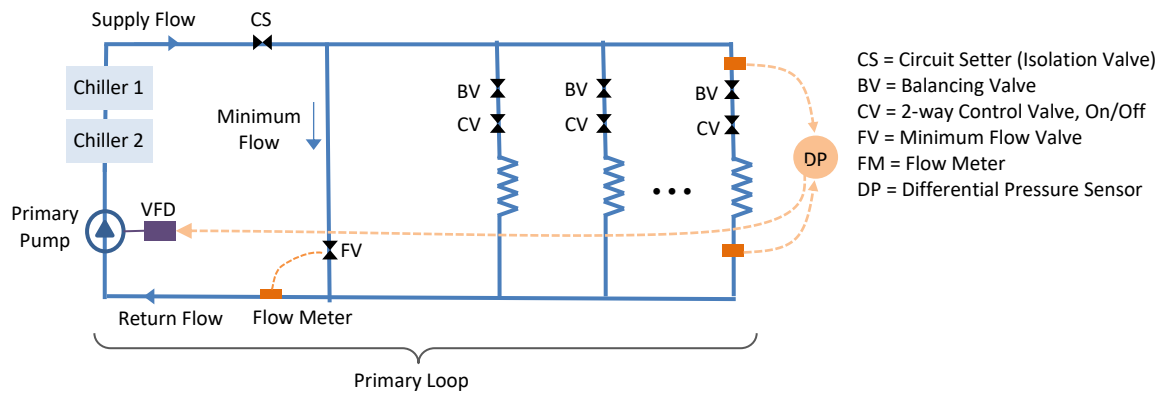 Supply Flow
CS
Chiller 1
Chiller 2
Minimum
Flow
BV
CV
BV
CV
BV
CV
DP
Primary
Pump
VFD
FV
Return Flow
Flow Meter
Primary Loop
CS = Circuit Setter (Isolation Valve)
BV = Balancing Valve
CV = 2-way Control Valve, On/Off
FV = Minimum Flow Valve
FM = Flow Meter
DP = Differential Pressure Sensor